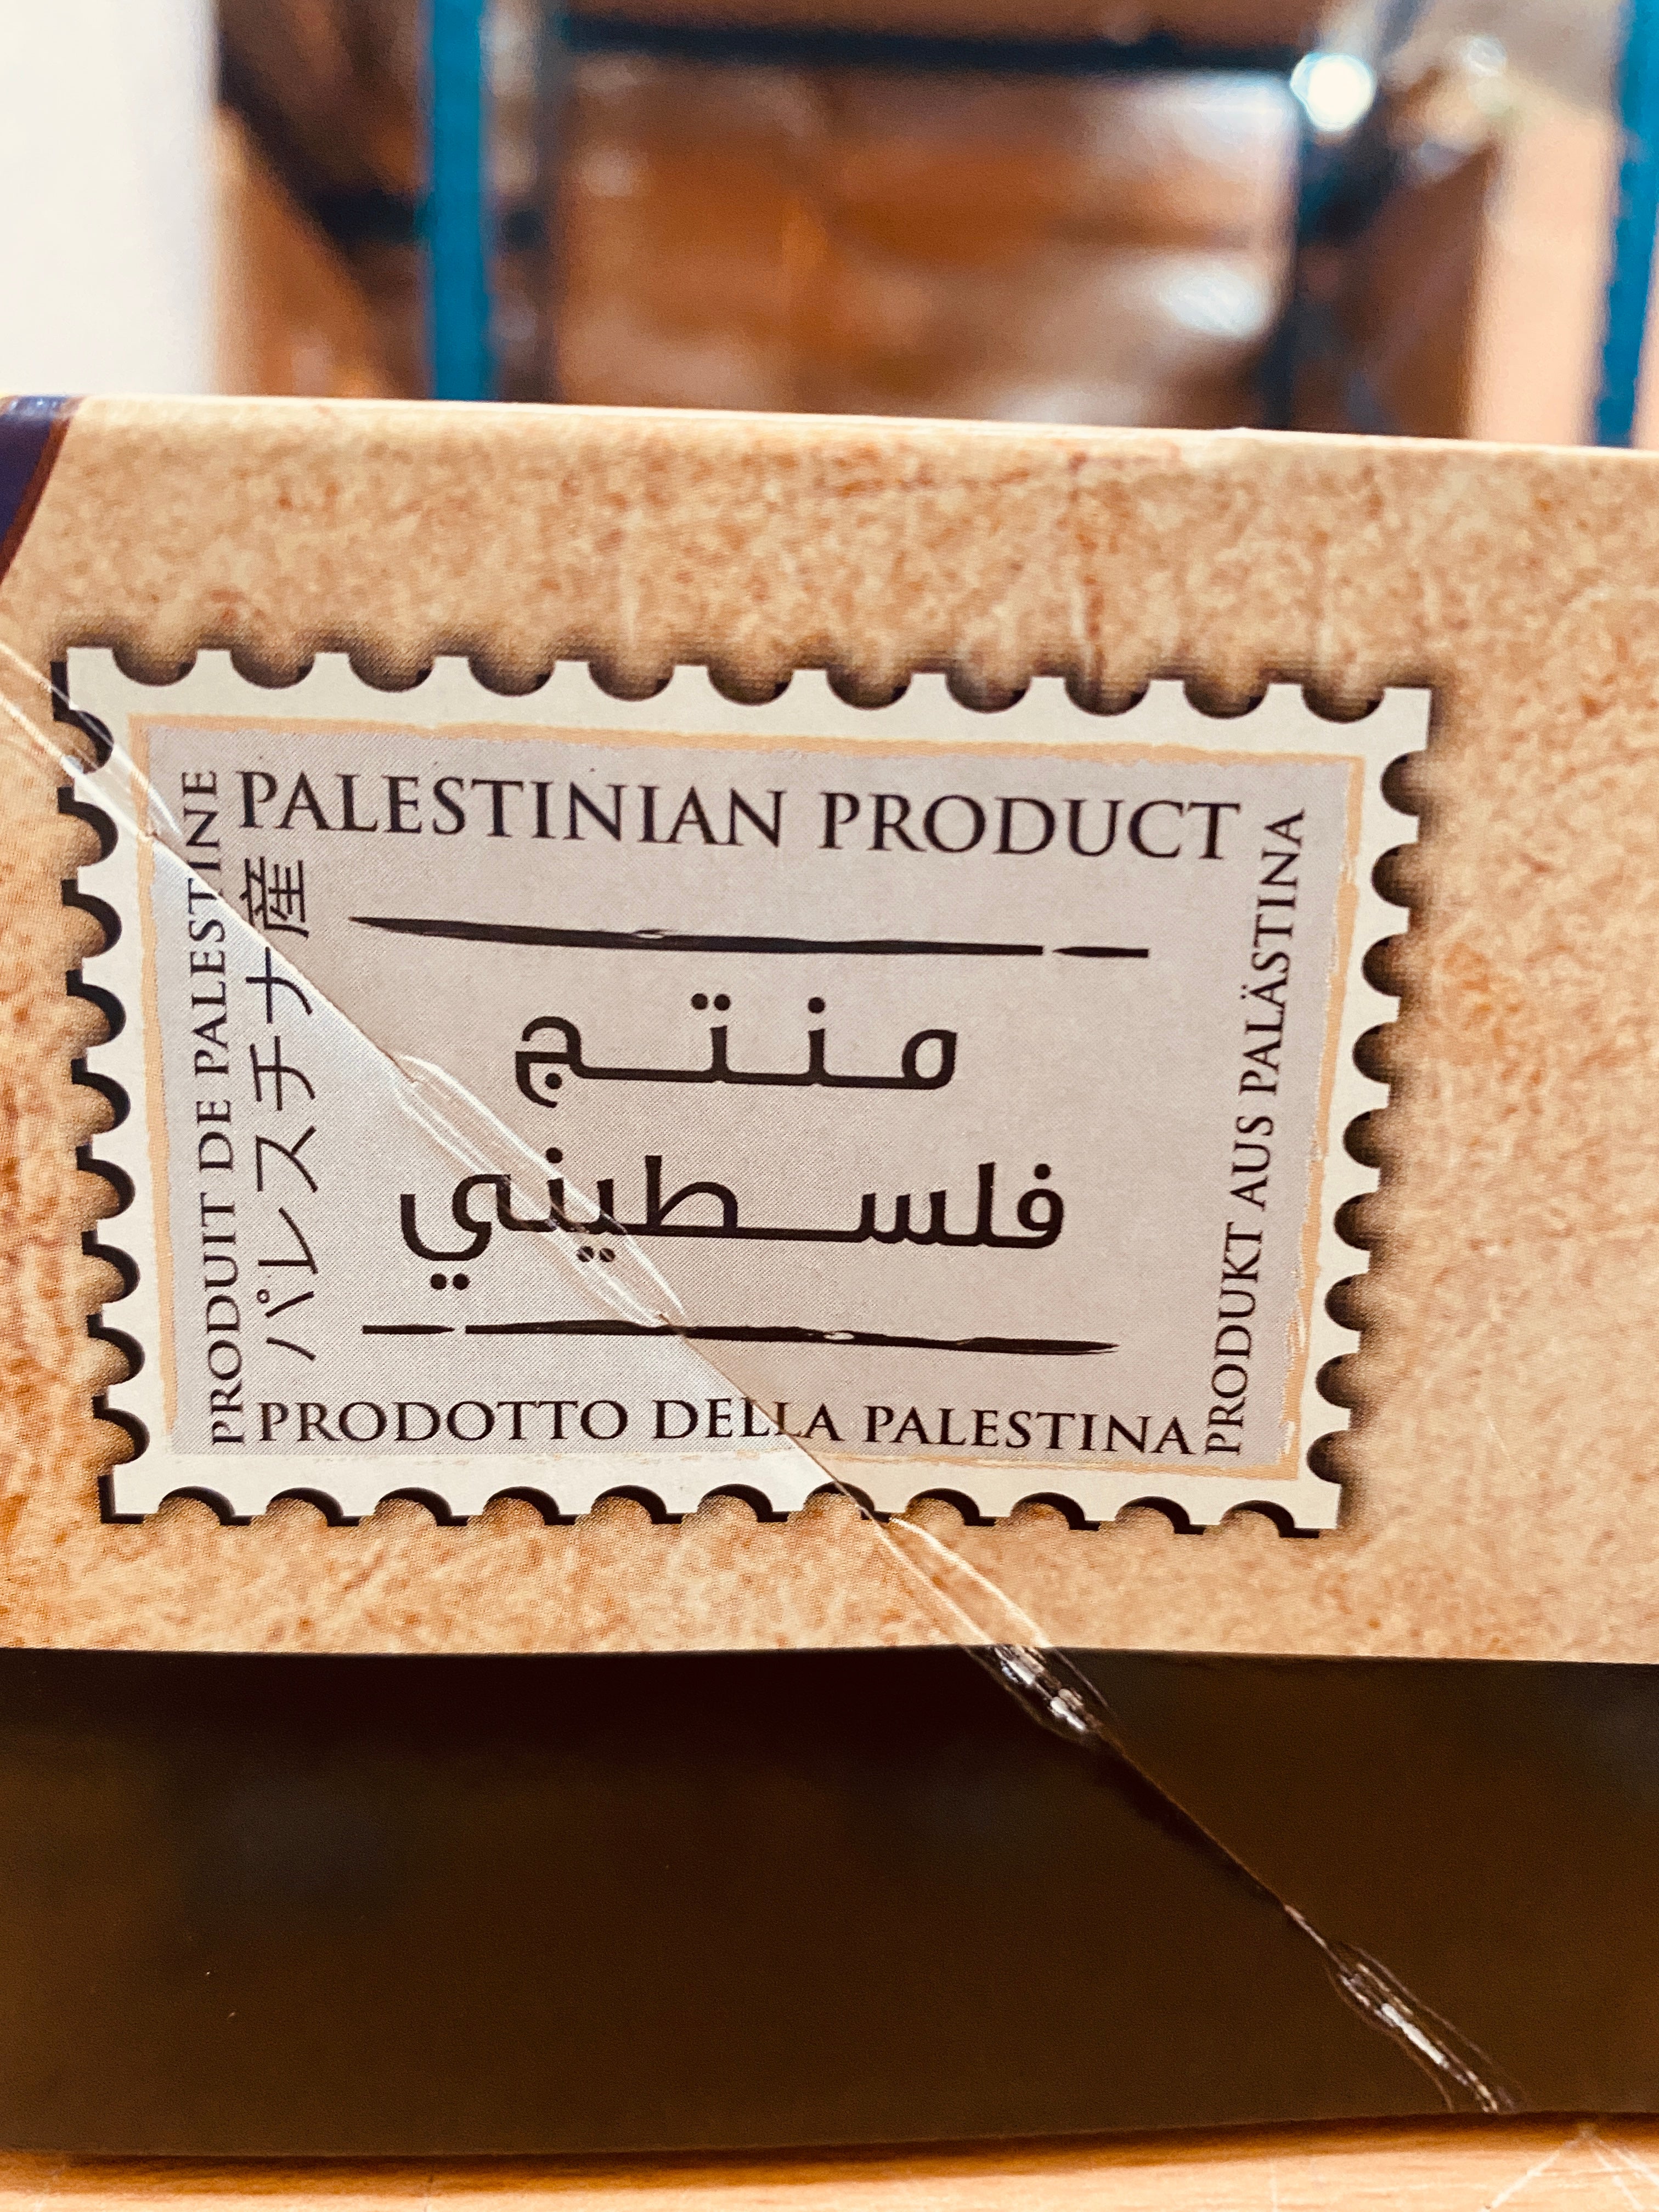 PALESTINIAN PRODUCT
منتج
فلسطيني
PRODOTTO DELLA PALESTINA
PRODUIT DE PALESTINE
パレスチナ産
PRODUKT AUS PALÄSTINA